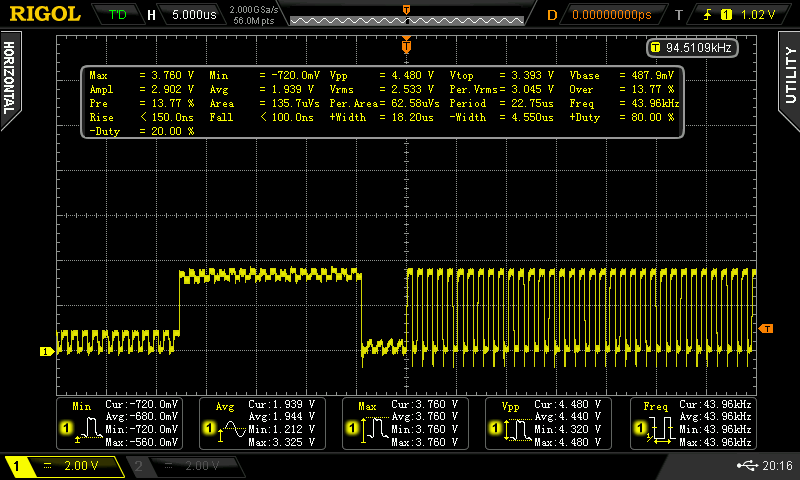 RIGOL T'D H 5.000us 2.000GSa/s 56.0M pts D 0.00000000ps T 1 1.02 V
HORIZONTAL
UTILITY
T 94.5109kHz
Max = 3.760 V Min = -720.0mV Vpp = 4.480 V Vtop = 3.393 V Vbase = 487.9mV
Ampl = 2.902 V Avg = 1.939 V Vrms = 2.533 V Per.Vrms= 3.045 V Over = 13.77 %
Pre = 13.77 % Area = 135.7uVs Per.Area= 62.58uVs Period = 22.75us Freq = 43.96kHz
Rise < 150.0ns Fall < 100.0ns +Width = 18.20us -Width = 4.550us +Duty = 80.00 %
-Duty = 20.00 %
T
1
T
Min Cur:-720.0mV
Avg:-680.0mV
1 Min:-720.0mV
Max:-560.0mV
Avg Cur:1.939 V
Avg:1.944 V
1 Min:1.212 V
Max:3.325 V
Max Cur:3.760 V
Avg:3.760 V
1 Min:3.760 V
Max:3.760 V
Vpp Cur:4.480 V
Avg:4.440 V
1 Min:4.320 V
Max:4.480 V
Freq Cur:43.96kHz
Avg:43.96kHz
1 Min:43.96kHz
Max:43.96kHz
1 2.00 V 2 2.00 V 20:16